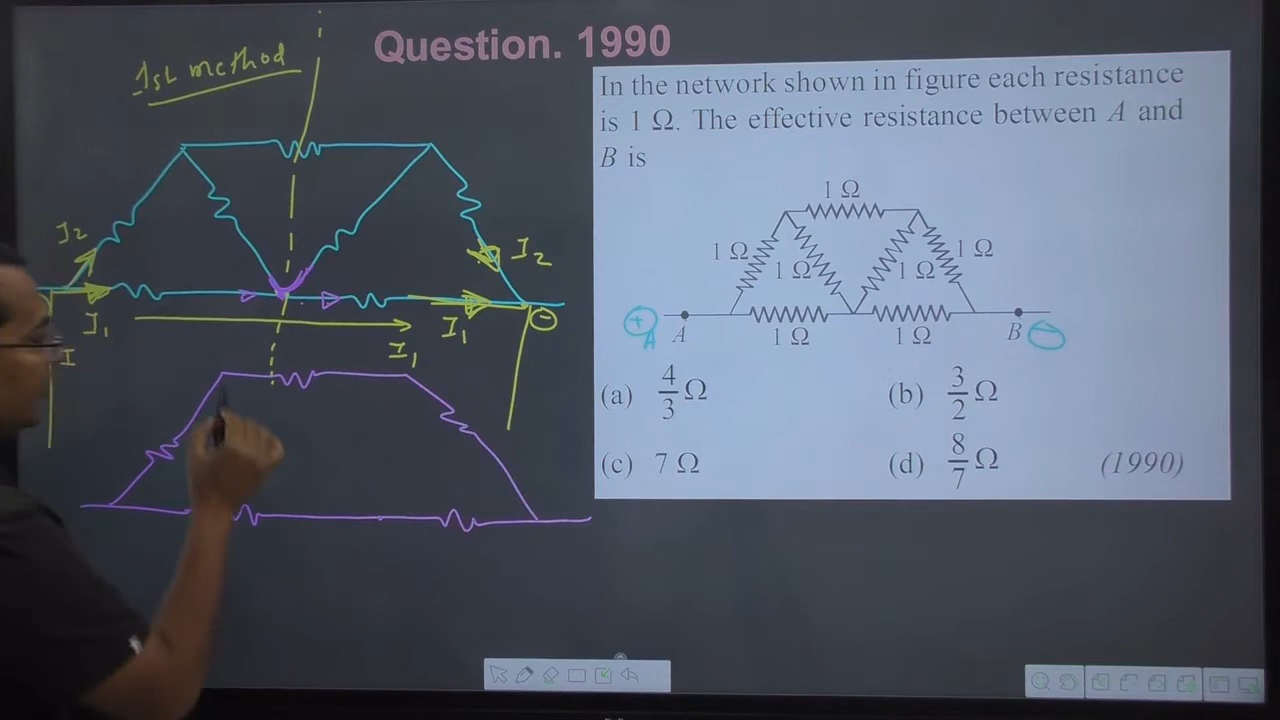 Question. 1990
1st method
In the network shown in figure each resistance
is 1 Ω. The effective resistance between A and
B is
1 Ω
1 Ω 1 Ω 1 Ω 1 Ω
A 1 Ω 1 Ω B
+ A −
(a) 4/3 Ω (b) 3/2 Ω
(c) 7 Ω (d) 8/7 Ω (1990)
I2 I2
I1 I1 −
I I1